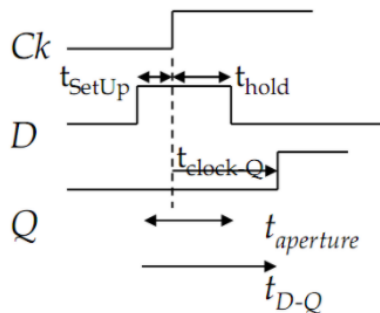 Ck
tSetUp thold
D
tclock-Q
Q
taperture
tD-Q